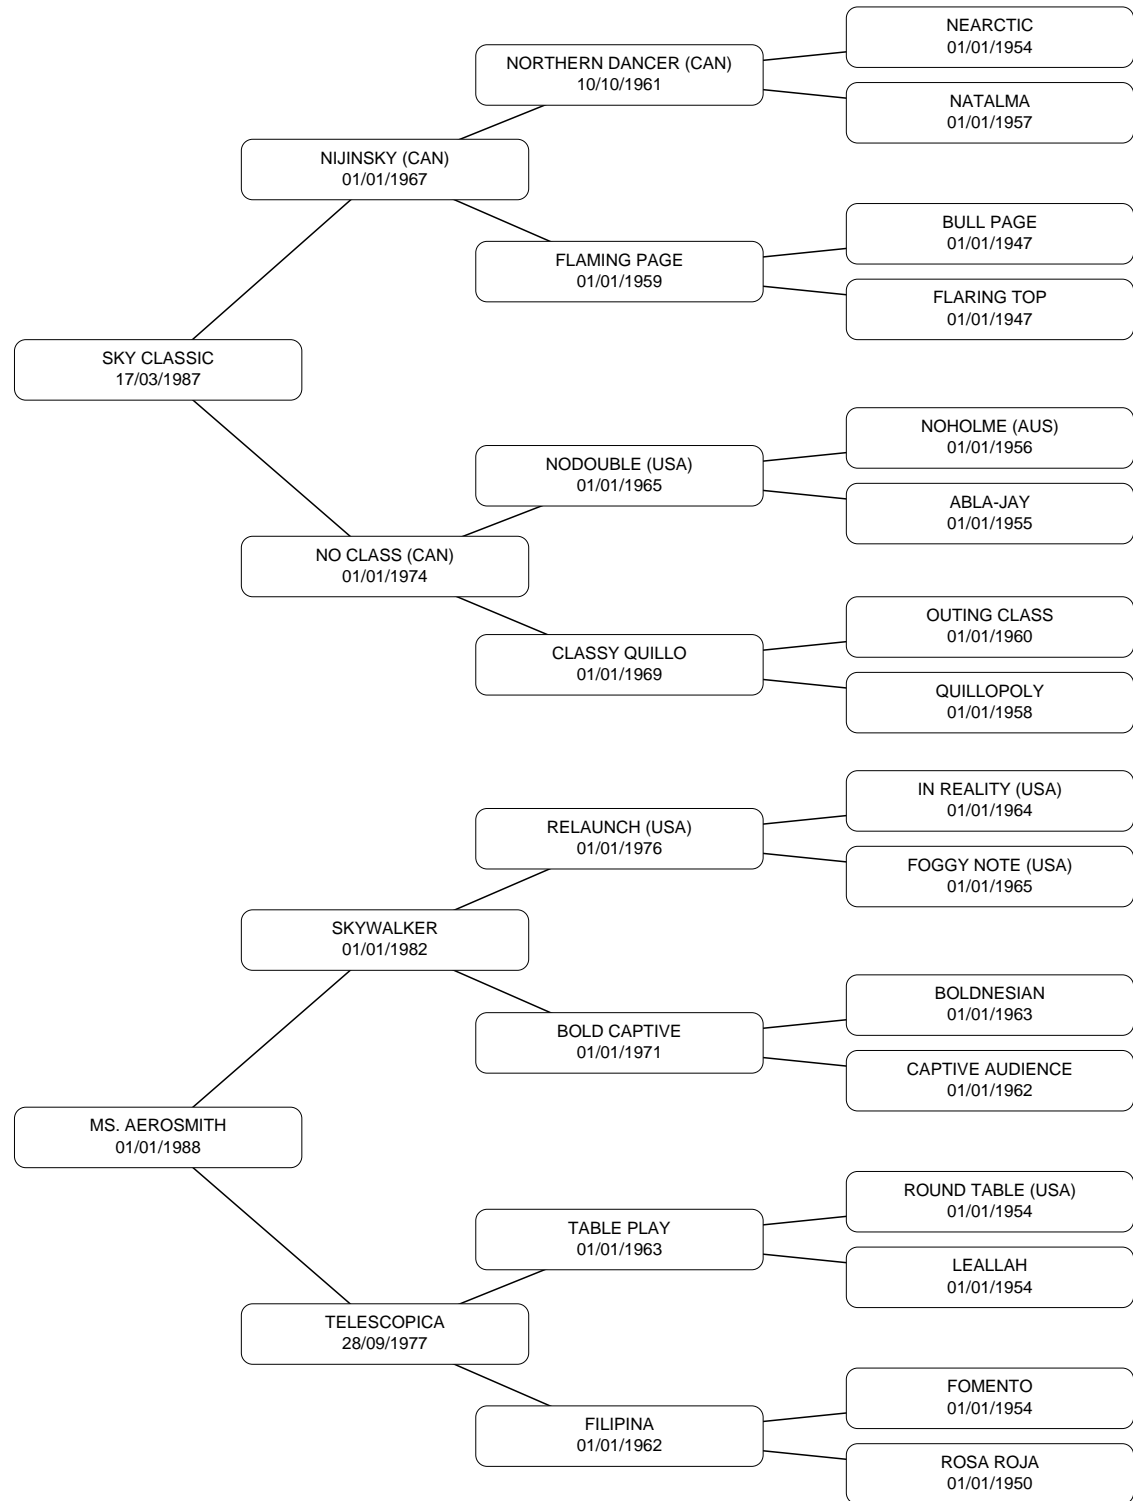 NEARCTIC
01/01/1954
NORTHERN DANCER (CAN)
10/10/1961
NATALMA
01/01/1957
NIJINSKY (CAN)
01/01/1967
BULL PAGE
01/01/1947
FLAMING PAGE
01/01/1959
FLARING TOP
01/01/1947
SKY CLASSIC
17/03/1987
NOHOLME (AUS)
01/01/1956
NODOUBLE (USA)
01/01/1965
ABLA-JAY
01/01/1955
NO CLASS (CAN)
01/01/1974
OUTING CLASS
01/01/1960
CLASSY QUILLO
01/01/1969
QUILLOPOLY
01/01/1958
IN REALITY (USA)
01/01/1964
RELAUNCH (USA)
01/01/1976
FOGGY NOTE (USA)
01/01/1965
SKYWALKER
01/01/1982
BOLDNESIAN
01/01/1963
BOLD CAPTIVE
01/01/1971
CAPTIVE AUDIENCE
01/01/1962
MS. AEROSMITH
01/01/1988
ROUND TABLE (USA)
01/01/1954
TABLE PLAY
01/01/1963
LEALLAH
01/01/1954
TELESCOPICA
28/09/1977
FOMENTO
01/01/1954
FILIPINA
01/01/1962
ROSA ROJA
01/01/1950